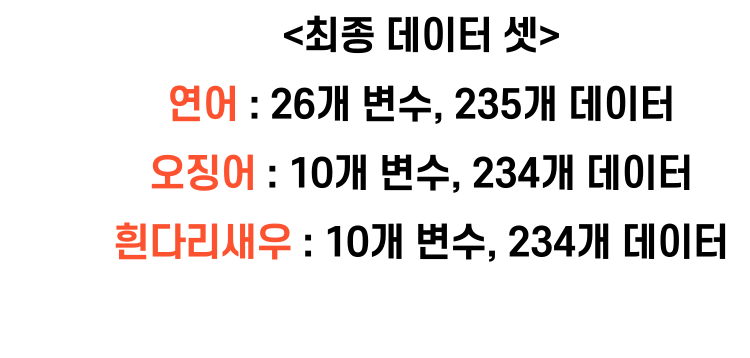 <최종 데이터 셋>
연어 : 26개 변수, 235개 데이터
오징어 : 10개 변수, 234개 데이터
흰다리새우 : 10개 변수, 234개 데이터